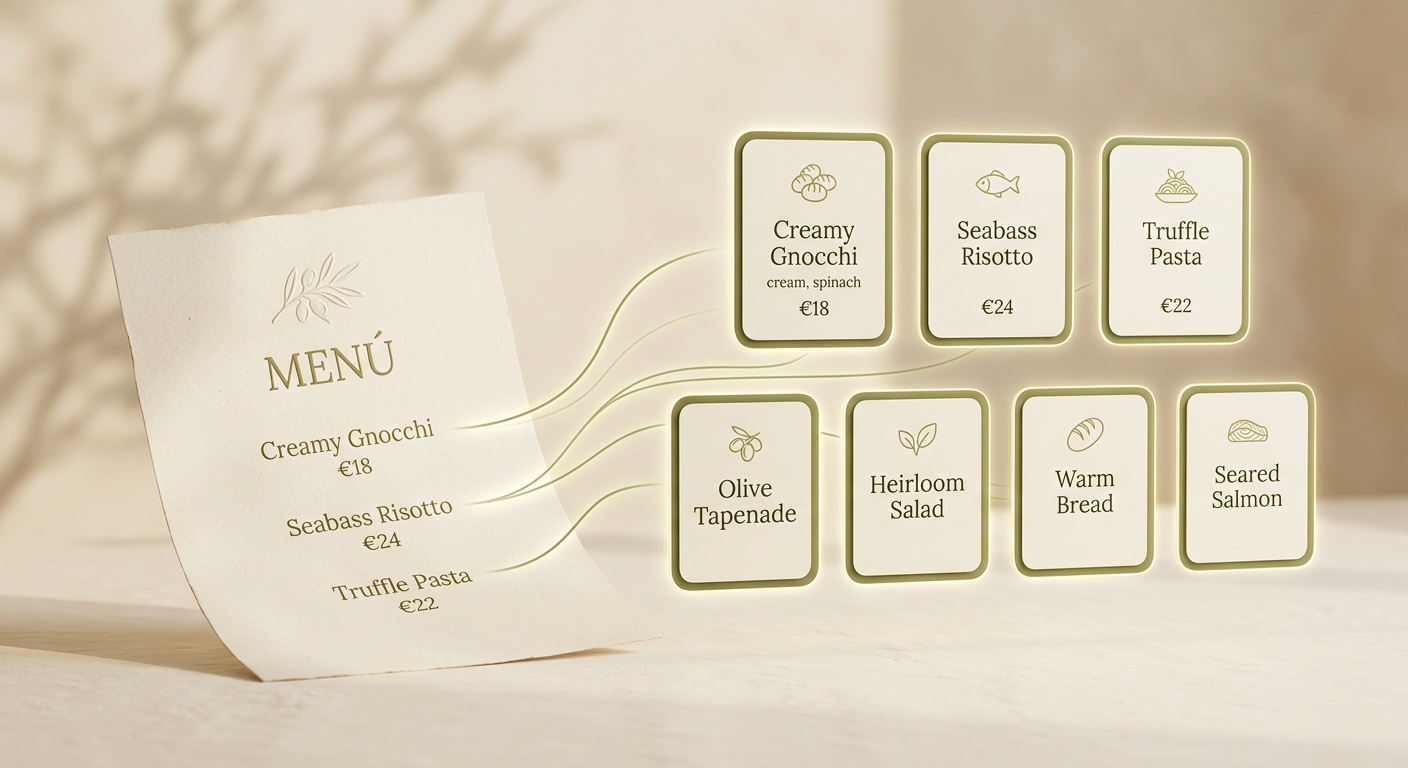 MENÚ
Creamy Gnocchi
€18
Seabass Risotto
€24
Truffle Pasta
€22
Creamy
Gnocchi
cream, spinach
€18
Seabass
Risotto
€24
Truffle
Pasta
€22
Olive
Tapenade
Heirloom
Salad
Warm
Bread
Seared
Salmon